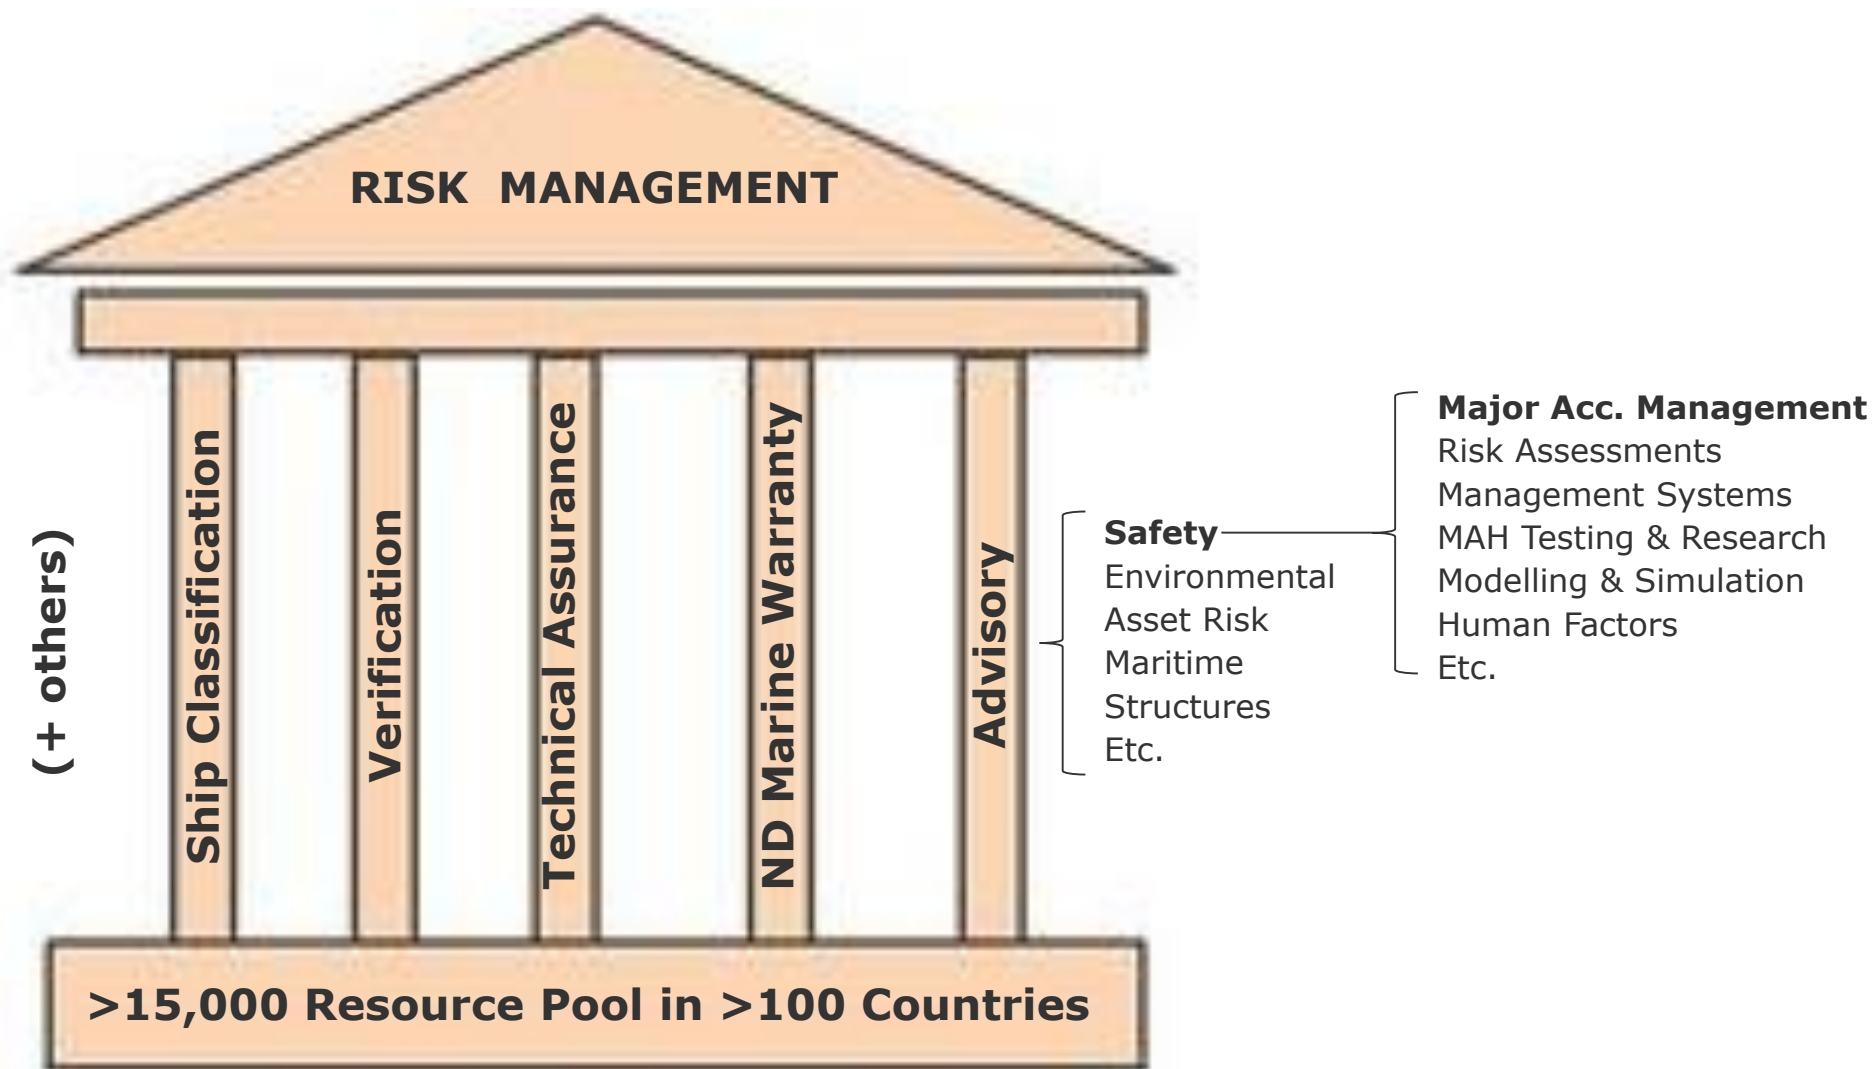 RISK MANAGEMENT
(+ others)
Ship Classification
Verification
Technical Assurance
ND Marine Warranty
Advisory
Safety
Environmental
Asset Risk
Maritime
Structures
Etc.
Major Acc. Management
Risk Assessments
Management Systems
MAH Testing & Research
Modelling & Simulation
Human Factors
Etc.
>15,000 Resource Pool in >100 Countries